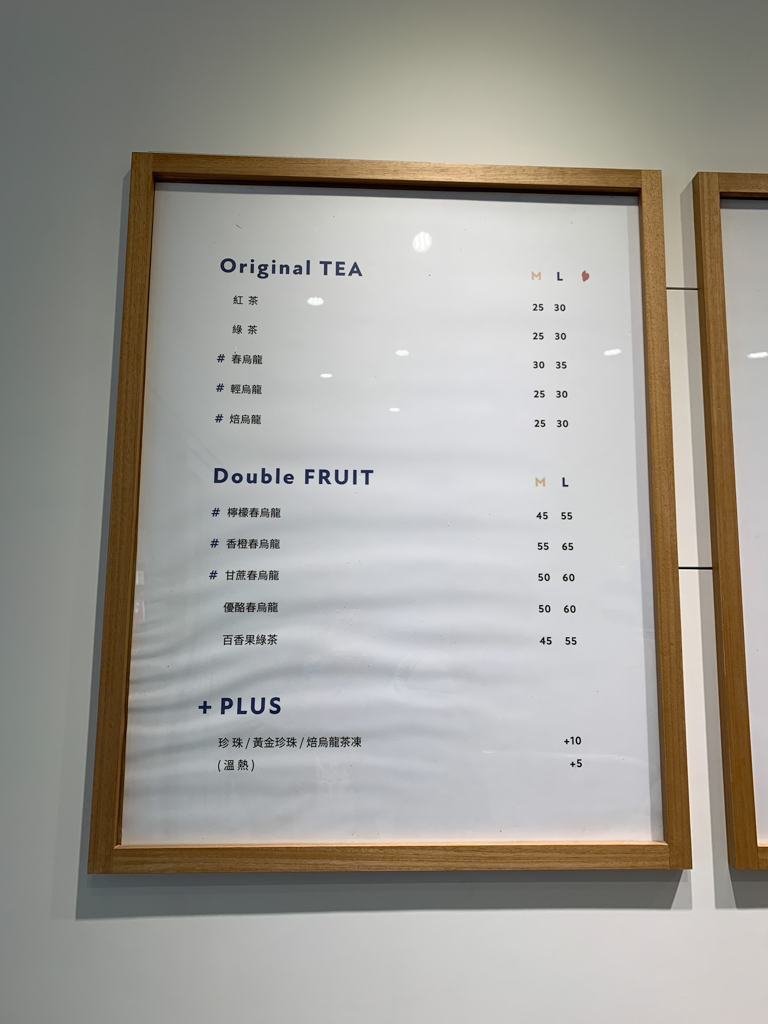 Original TEA M L
紅茶 25 30
綠茶 25 30
# 春烏龍 30 35
# 輕烏龍 25 30
# 焙烏龍 25 30
Double FRUIT M L
# 檸檬春烏龍 45 55
# 香橙春烏龍 55 65
# 甘蔗春烏龍 50 60
優酪春烏龍 50 60
百香果綠茶 45 55
+ PLUS
珍珠/黃金珍珠/焙烏龍茶凍 +10
(溫熱) +5